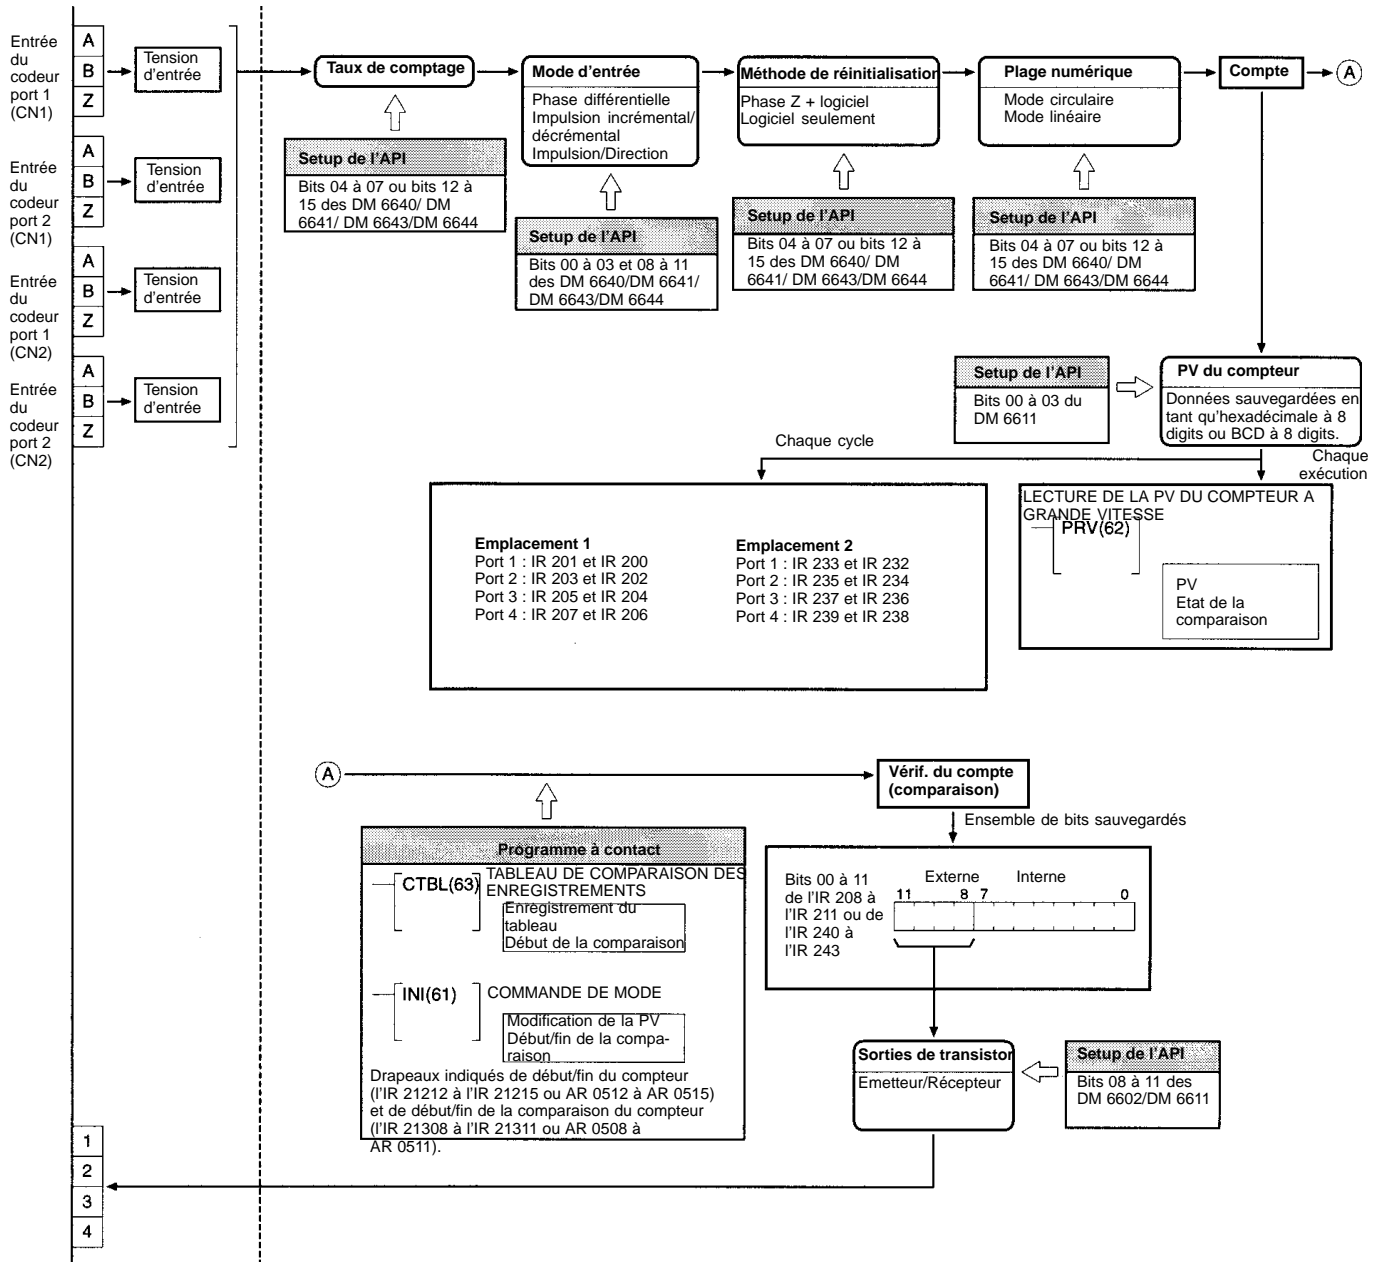 Entrée
du
codeur
port 1
(CN1)
A
B
Z
Tension
d'entrée
Entrée
du
codeur
port 2
(CN1)
A
B
Z
Tension
d'entrée
Entrée
du
codeur
port 1
(CN2)
A
B
Z
Tension
d'entrée
Entrée
du
codeur
port 2
(CN2)
A
B
Z
Tension
d'entrée
Taux de comptage
Setup de l'API
Bits 04 à 07 ou bits 12 à
15 des DM 6640/ DM
6641/ DM 6643/DM 6644
Mode d'entrée
Phase différentielle
Impulsion incrémental/
décrémental
Impulsion/Direction
Setup de l'API
Bits 00 à 03 et 08 à 11
des DM 6640/DM 6641/
DM 6643/DM 6644
Méthode de réinitialisation
Phase Z + logiciel
Logiciel seulement
Setup de l'API
Bits 04 à 07 ou bits 12 à
15 des DM 6640/ DM
6641/ DM 6643/DM 6644
Plage numérique
Mode circulaire
Mode linéaire
Setup de l'API
Bits 04 à 07 ou bits 12 à
15 des DM 6640/ DM
6641/ DM 6643/DM 6644
Compte
A
Setup de l'API
Bits 00 à 03 du
DM 6611
PV du compteur
Données sauvegardées en
tant qu'hexadécimale à 8
digits ou BCD à 8 digits.
Chaque cycle
Chaque
exécution
Emplacement 1
Port 1 : IR 201 et IR 200
Port 2 : IR 203 et IR 202
Port 3 : IR 205 et IR 204
Port 4 : IR 207 et IR 206
Emplacement 2
Port 1 : IR 233 et IR 232
Port 2 : IR 235 et IR 234
Port 3 : IR 237 et IR 236
Port 4 : IR 239 et IR 238
LECTURE DE LA PV DU COMPTEUR A
GRANDE VITESSE
PRV(62)
PV
Etat de la
comparaison
A
Vérif. du compte
(comparaison)
Ensemble de bits sauvegardés
Programme à contact
CTBL(63)
TABLEAU DE COMPARAISON DES
ENREGISTREMENTS
Enregistrement du
tableau
Début de la comparaison
INI(61)
COMMANDE DE MODE
Modification de la PV
Début/fin de la compa-
raison
Drapeaux indiqués de début/fin du compteur
(l'IR 21212 à l'IR 21215 ou AR 0512 à AR 0515)
et de début/fin de la comparaison du compteur
(l'IR 21308 à l'IR 21311 ou AR 0508 à
AR 0511).
Bits 00 à 11
de l'IR 208 à
l'IR 211 ou de
l'IR 240 à
l'IR 243
Externe Interne
11 8 7 0
Sorties de transistor
Emetteur/Récepteur
Setup de l'API
Bits 08 à 11 des
DM 6602/DM 6611
1
2
3
4